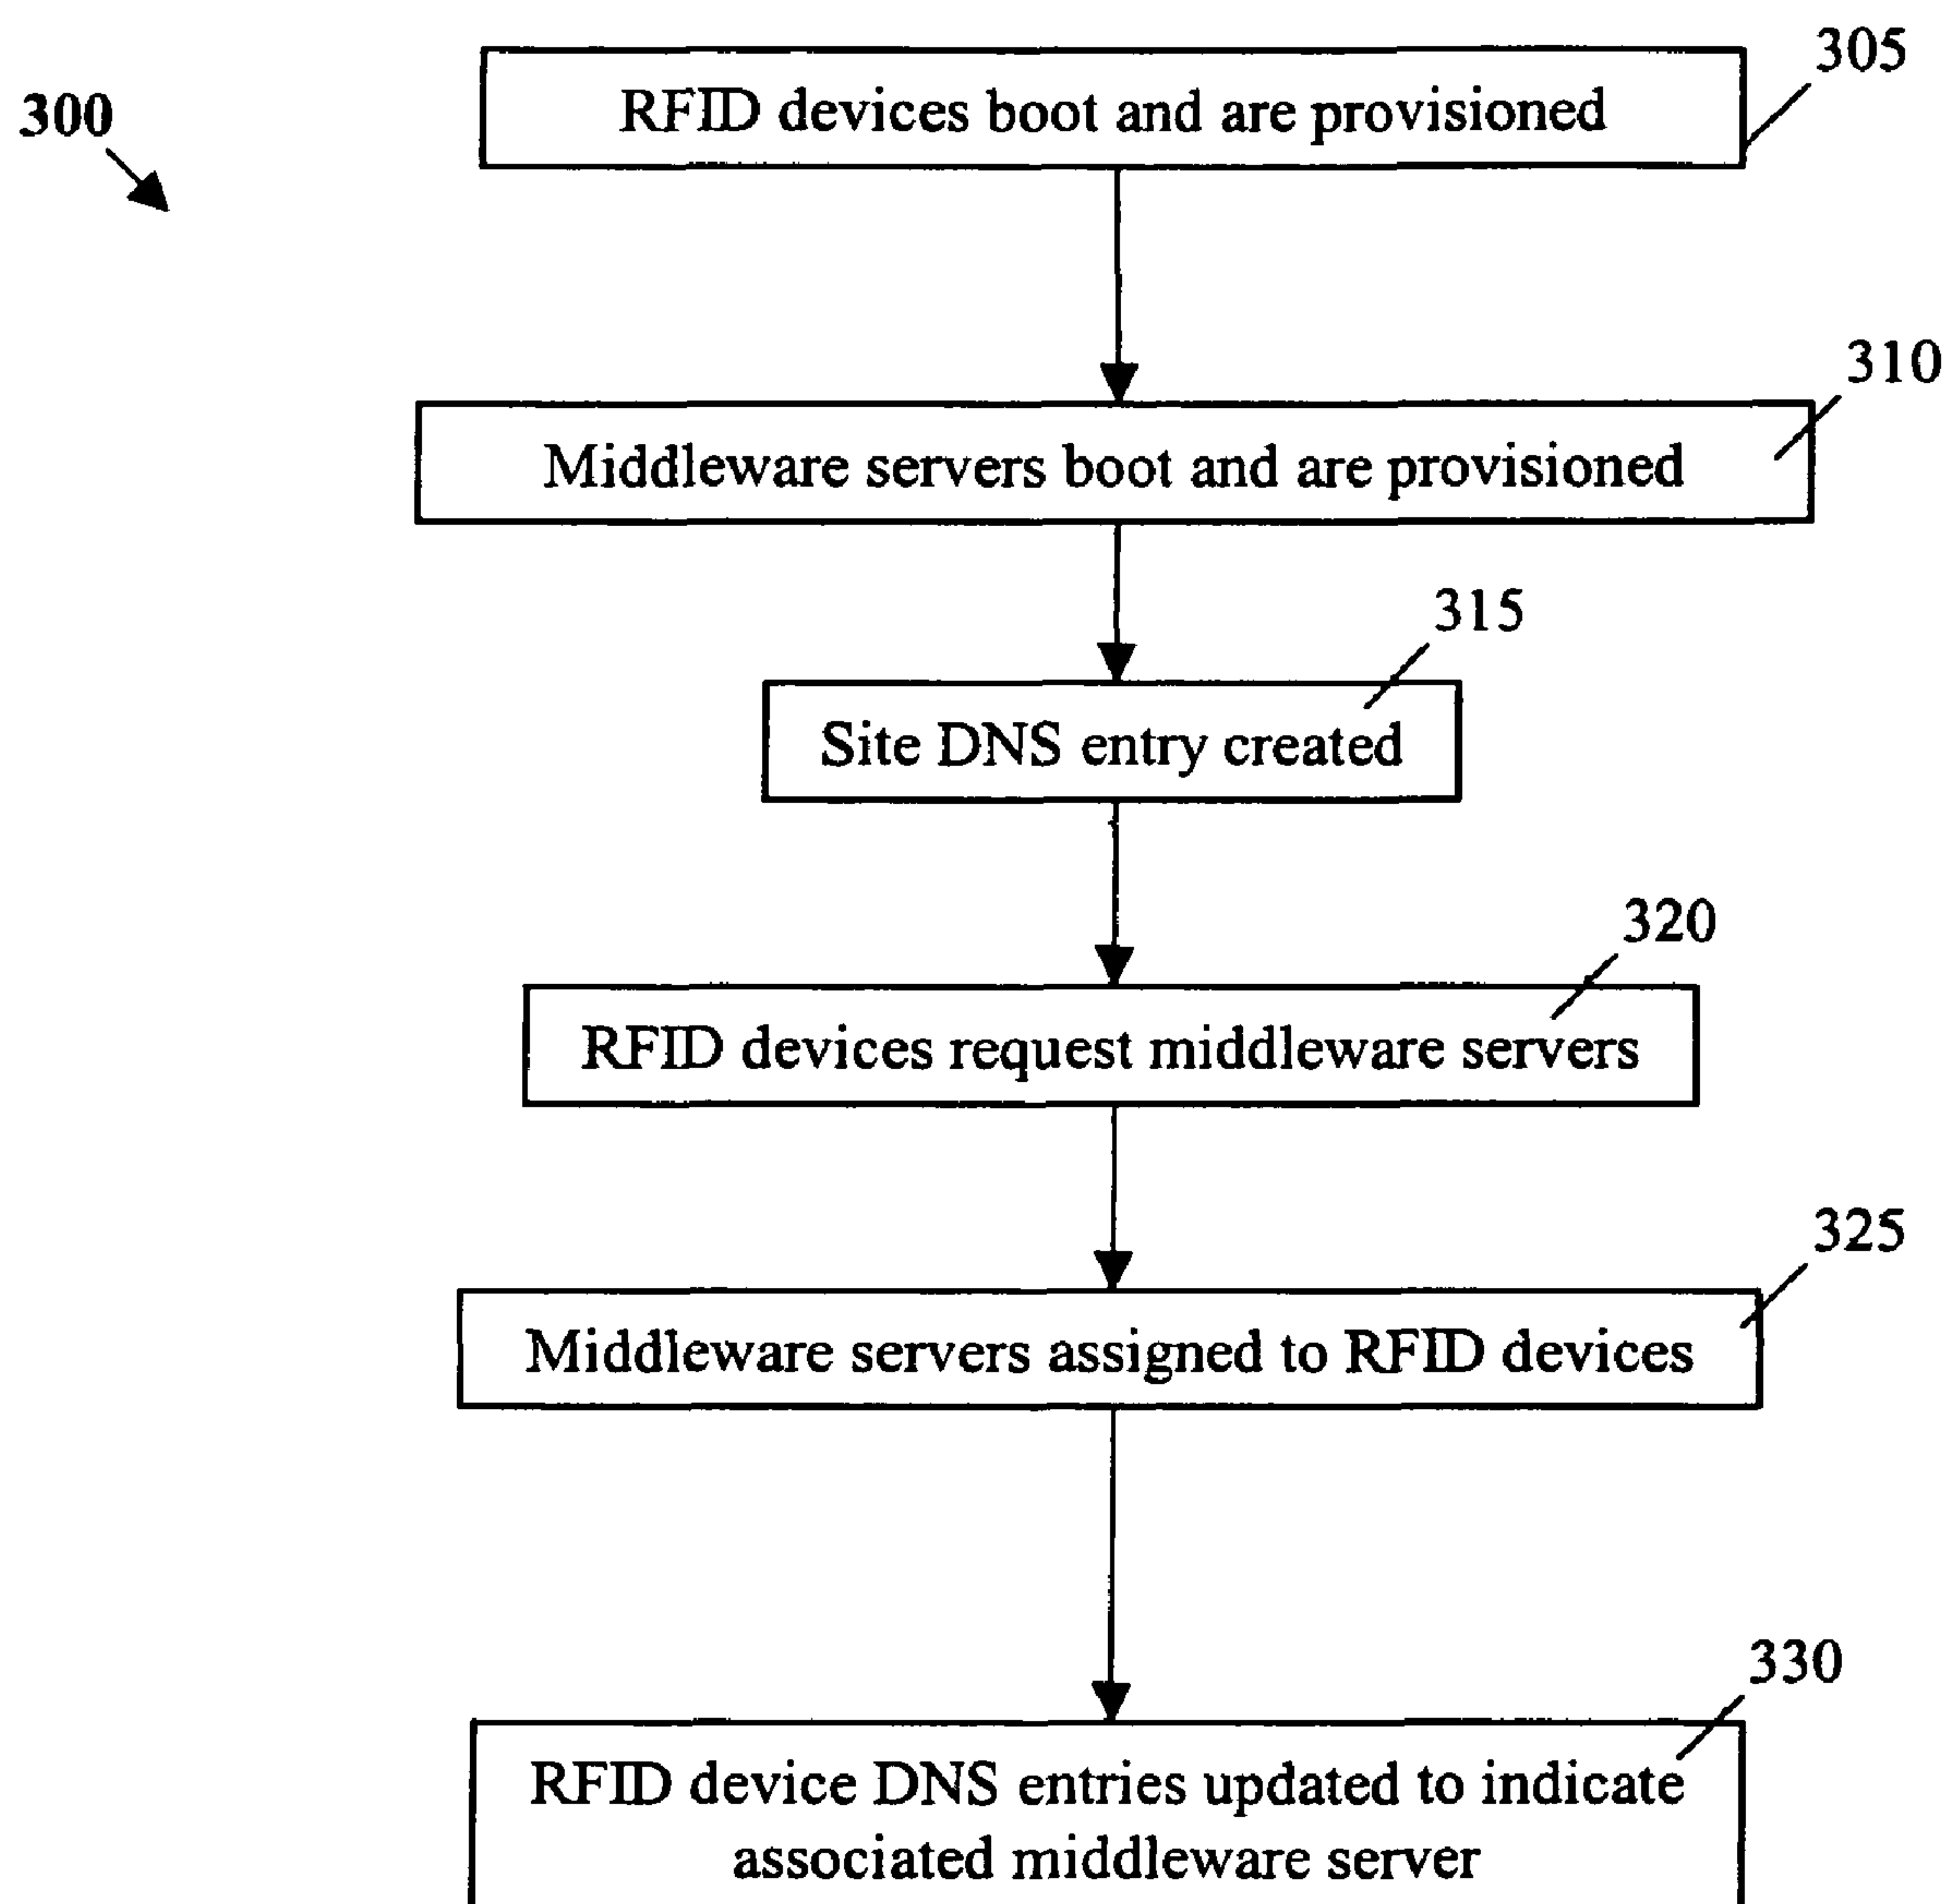 305
300
RFID devices boot and are provisioned
310
Middleware servers boot and are provisioned
315
Site DNS entry created
320
RFID devices request middleware servers
325
Middleware servers assigned to RFID devices
330
RFID device DNS entries updated to indicate
associated middleware server